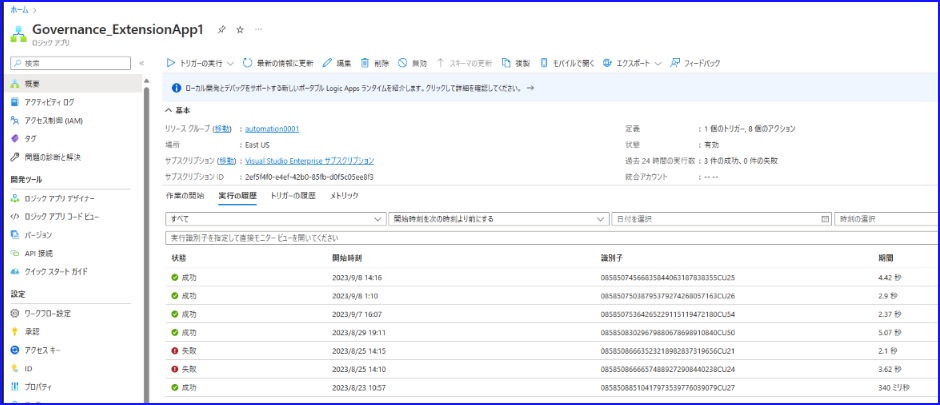 ホーム >
Governance_ExtensionApp1
ロジック アプリ
検索
トリガーの実行
最新の情報に更新
編集
削除
無効
スキーマの更新
複製
モバイルで開く
エクスポート
フィードバック
概要
アクティビティ ログ
アクセス制御 (IAM)
タグ
問題の診断と解決
開発ツール
ロジック アプリ デザイナー
ロジック アプリ コード ビュー
バージョン
API 接続
クイック スタート ガイド
設定
ワークフロー設定
承認
アクセス キー
ID
プロパティ
ローカル開発とデバッグをサポートする新しいポータブル Logic Apps ランタイムを紹介します。クリックして詳細を確認してください。 →
基本
リソース グループ (移動) : automation0001
場所 : East US
サブスクリプション (移動) : Visual Studio Enterprise サブスクリプション
サブスクリプション ID : 2ef5f4f0-e4ef-42b0-85fb-d0f5c05ee8f3
定義 : 1 個のトリガー, 8 個のアクション
状態 : 有効
過去 24 時間の実行数 : 3 件の成功, 0 件の失敗
統合アカウント : -- --
作業の開始 実行の履歴 トリガーの履歴 メトリック
すべて 開始時刻を次の時刻より前にする 日付を選択 時刻の選択
実行識別子を指定して直接モニター ビューを開いてください
状態 開始時刻 識別子 期間
成功 2023/9/8 14:16 08585074566835844063187838355CU25 4.42 秒
成功 2023/9/8 1:10 08585075038795379274268057163CU26 2.9 秒
成功 2023/9/7 16:07 08585075364265229115119472180CU54 2.37 秒
成功 2023/8/29 19:11 08585083029679880678698910840CU50 5.07 秒
失敗 2023/8/25 14:15 08585086663523218982837319656CU21 2.1 秒
失敗 2023/8/25 14:10 08585086666574889272908440238CU24 3.62 秒
成功 2023/8/23 10:57 08585088510417973539776039079CU27 340 ミリ秒